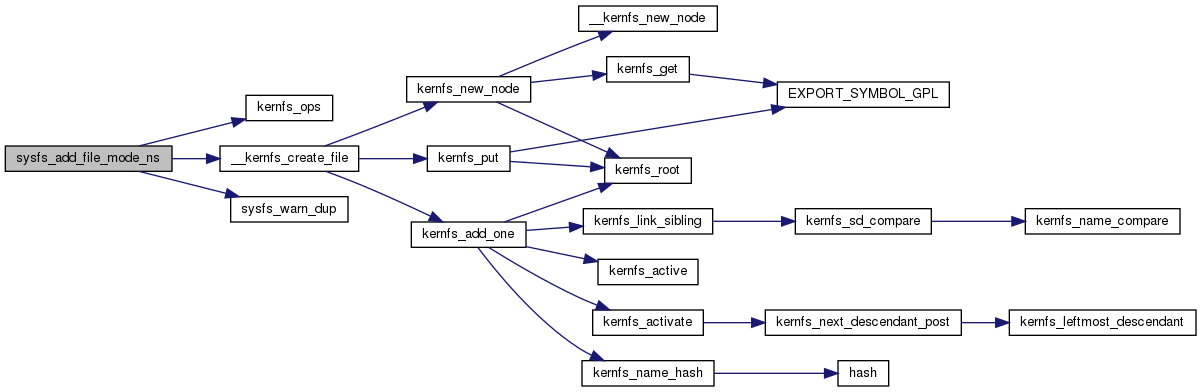 __kernfs_new_node
kernfs_get
kernfs_new_node
EXPORT_SYMBOL_GPL
kernfs_ops
sysfs_add_file_mode_ns
__kernfs_create_file
kernfs_put
kernfs_root
sysfs_warn_dup
kernfs_link_sibling
kernfs_sd_compare
kernfs_name_compare
kernfs_add_one
kernfs_active
kernfs_activate
kernfs_next_descendant_post
kernfs_leftmost_descendant
kernfs_name_hash
hash